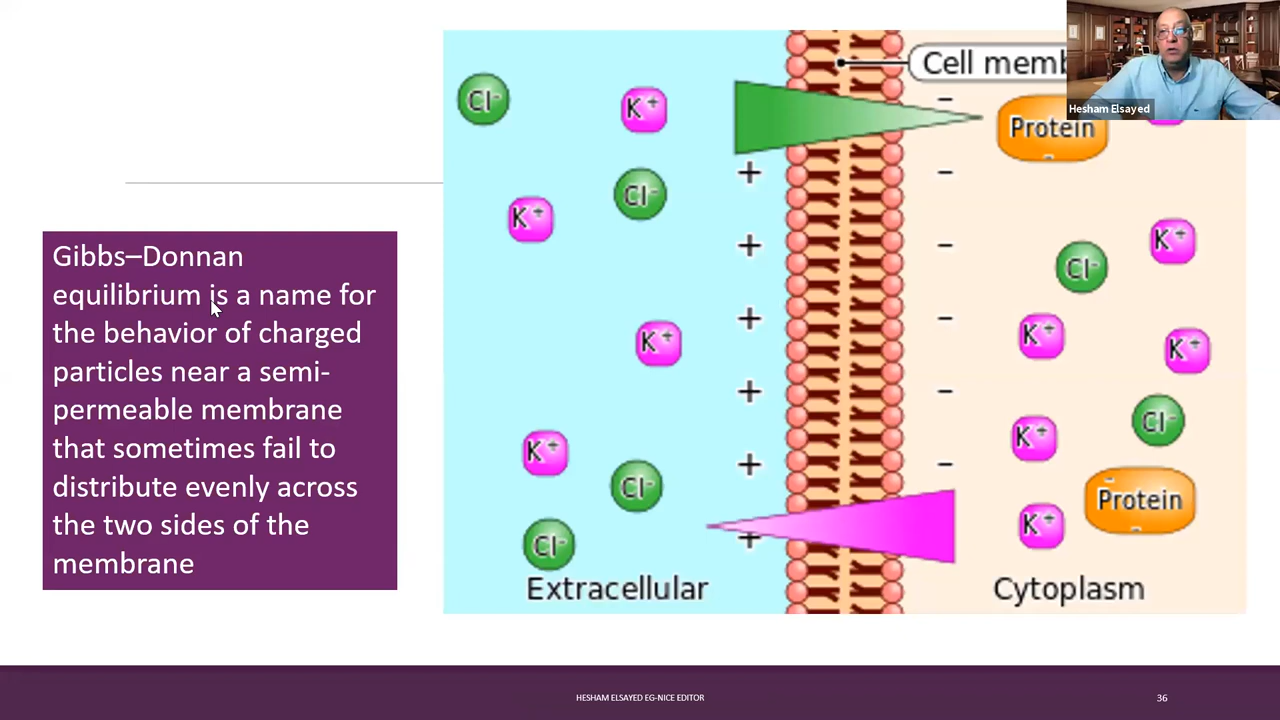 Gibbs–Donnan
equilibrium is a name for
the behavior of charged
particles near a semi-
permeable membrane
that sometimes fail to
distribute evenly across
the two sides of the
membrane
Cell memb
Hesham Elsayed
Cl-
K+
Protein
-
Cl-
K+
K+
Cl-
K+
K+
K+
Cl-
K+
K+
Cl-
Protein
-
-
K+
Cl-
+
+
+
+
+
+
-
-
-
-
-
-
Extracellular
Cytoplasm
HESHAM ELSAYED EG-NICE EDITOR
36